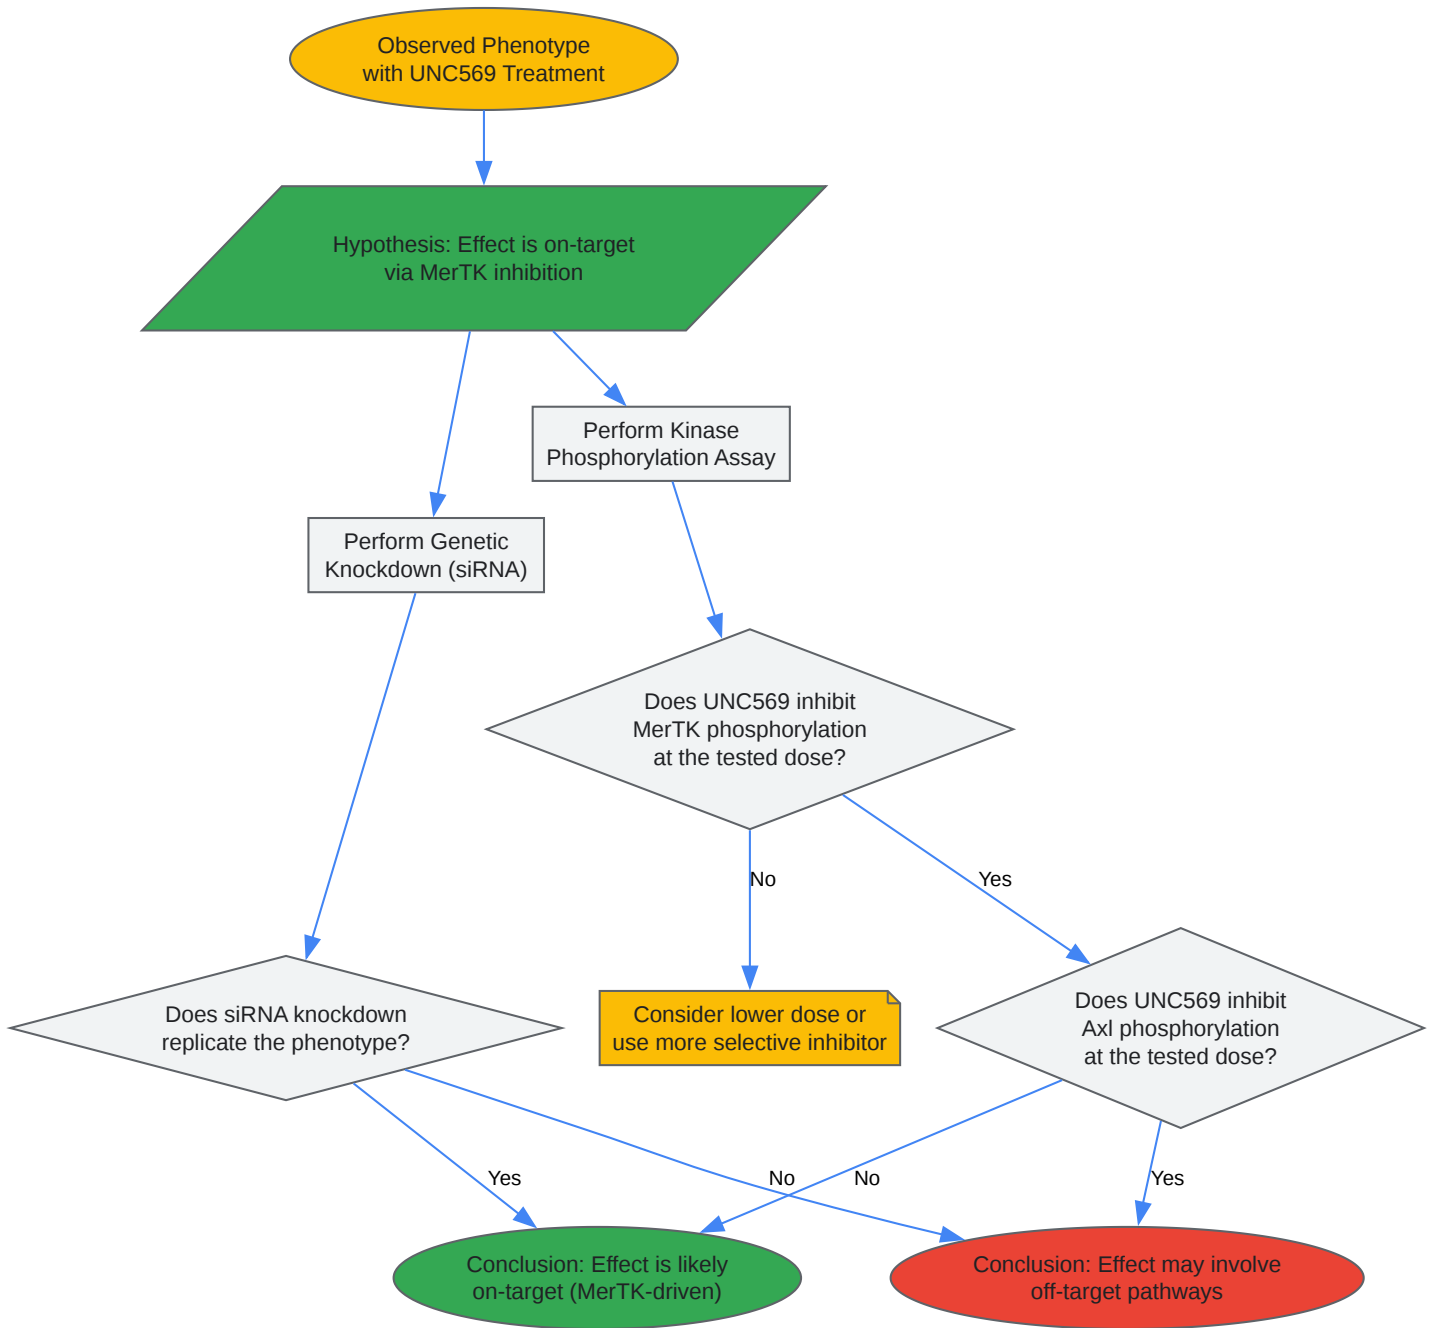 Observed Phenotype
with UNC569 Treatment
Hypothesis: Effect is on-target
via MerTK inhibition
Perform Kinase
Phosphorylation Assay
Perform Genetic
Knockdown (siRNA)
Does UNC569 inhibit
MerTK phosphorylation
at the tested dose?
No
Yes
Does siRNA knockdown
replicate the phenotype?
Consider lower dose or
use more selective inhibitor
Does UNC569 inhibit
Axl phosphorylation
at the tested dose?
Yes
No
No
Yes
Conclusion: Effect is likely
on-target (MerTK-driven)
Conclusion: Effect may involve
off-target pathways